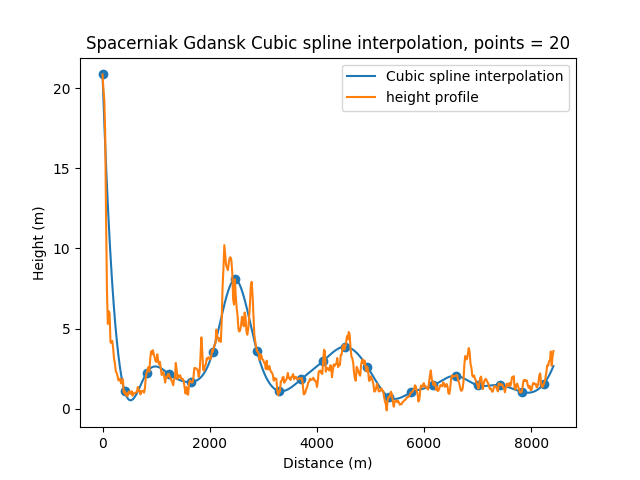 Spacerniak Gdansk Cubic spline interpolation, points = 20
Cubic spline interpolation
height profile
Height (m)
20
15
10
5
0
0
2000
4000
6000
8000
Distance (m)